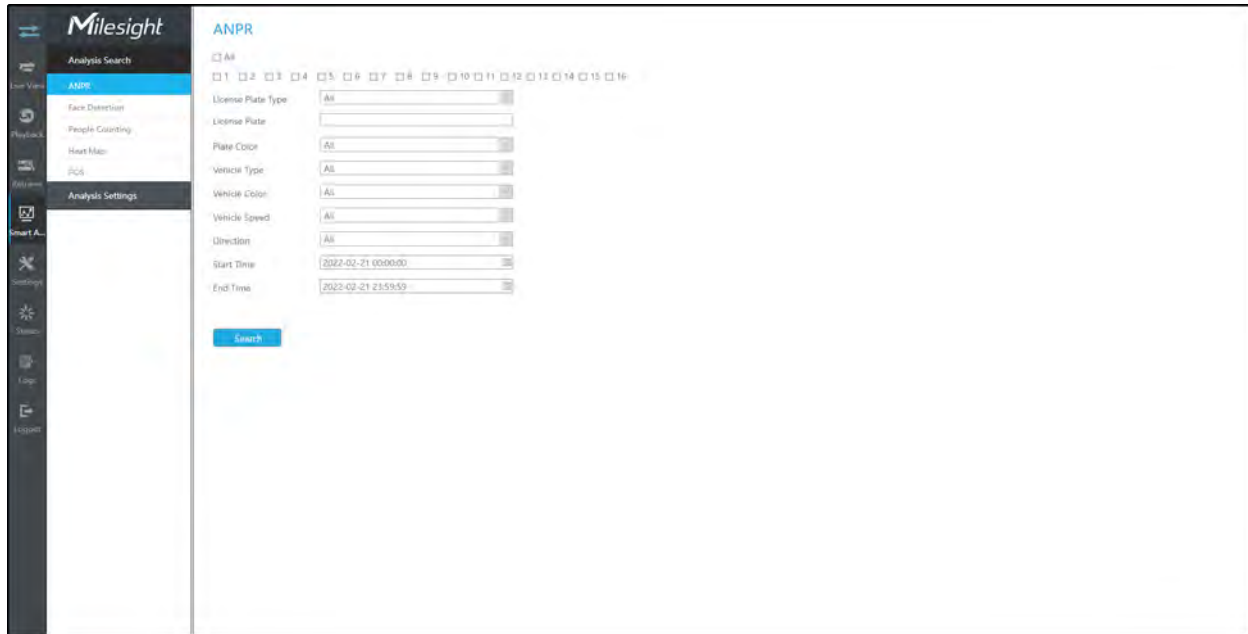 Milesight
Analysis Search
ANPR
Face Detection
People Counting
Heat Map
POS
Analysis Settings
Live View
Playback
Retrieve
Smart A...
Settings
Status
Logs
Logout
ANPR
All
1 2 3 4 5 6 7 8 9 10 11 12 13 14 15 16
License Plate Type All
License Plate
Plate Color All
Vehicle Type All
Vehicle Color All
Vehicle Speed All
Direction All
Start Time 2022-02-21 00:00:00
End Time 2022-02-21 23:59:59
Search